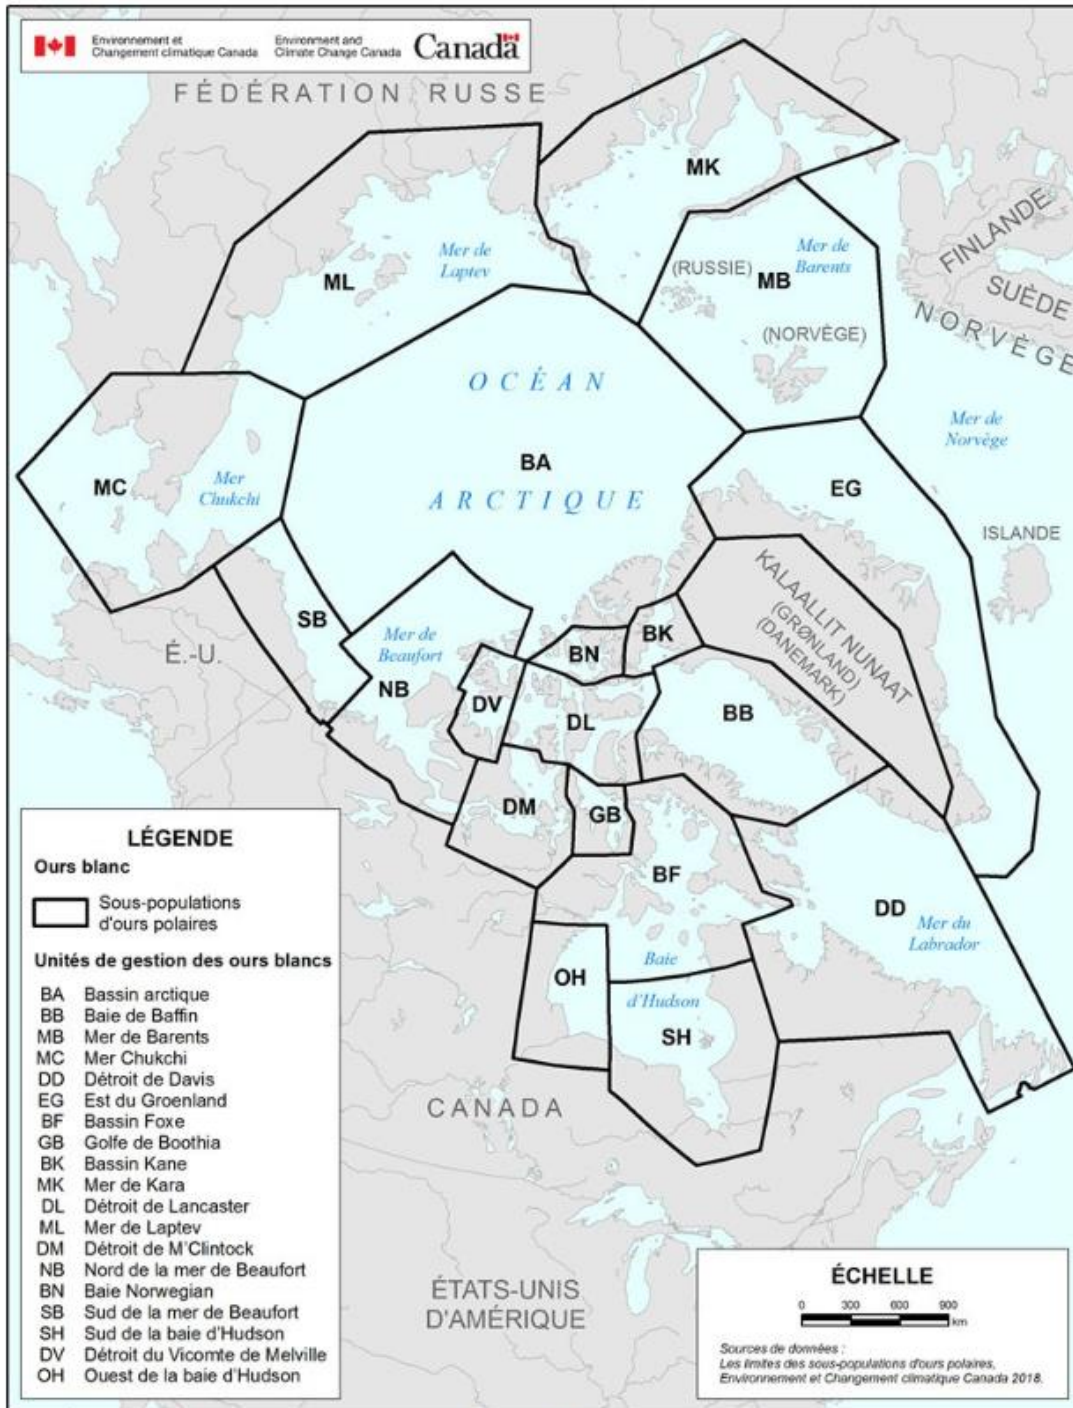 Environnement et
Changement climatique Canada
Environment and
Climate Change Canada
Canada
FÉDÉRATION RUSSE
MK
FINLANDE
SUÈDE
NORVÈGE
Mer de
Laptev
ML
(RUSSIE)
Mer de
Barents
MB
(NORVÈGE)
OCÉAN
ARCTIQUE
BA
Mer de
Norvège
MC
Mer
Chukchi
EG
ISLANDE
KALAALLIT NUNAAT
(GRØNLAND)
(DANEMARK)
SB
É.-U.
Mer de
Beaufort
NB
BN
BK
DV
DL
BB
DM
GB
BF
DD
Mer du
Labrador
OH
Baie
d'Hudson
SH
CANADA
ÉTATS-UNIS
D'AMÉRIQUE
LÉGENDE
Ours blanc
Sous-populations
d'ours polaires
Unités de gestion des ours blancs
BA Bassin arctique
BB Baie de Baffin
MB Mer de Barents
MC Mer Chukchi
DD Détroit de Davis
EG Est du Groenland
BF Bassin Foxe
GB Golfe de Boothia
BK Bassin Kane
MK Mer de Kara
DL Détroit de Lancaster
ML Mer de Laptev
DM Détroit de M'Clintock
NB Nord de la mer de Beaufort
BN Baie Norwegian
SB Sud de la mer de Beaufort
SH Sud de la baie d'Hudson
DV Détroit du Vicomte de Melville
OH Ouest de la baie d'Hudson
ÉCHELLE
0 300 600 900
km
Sources de données :
Les limites des sous-populations d'ours polaires,
Environnement et Changement climatique Canada 2018.